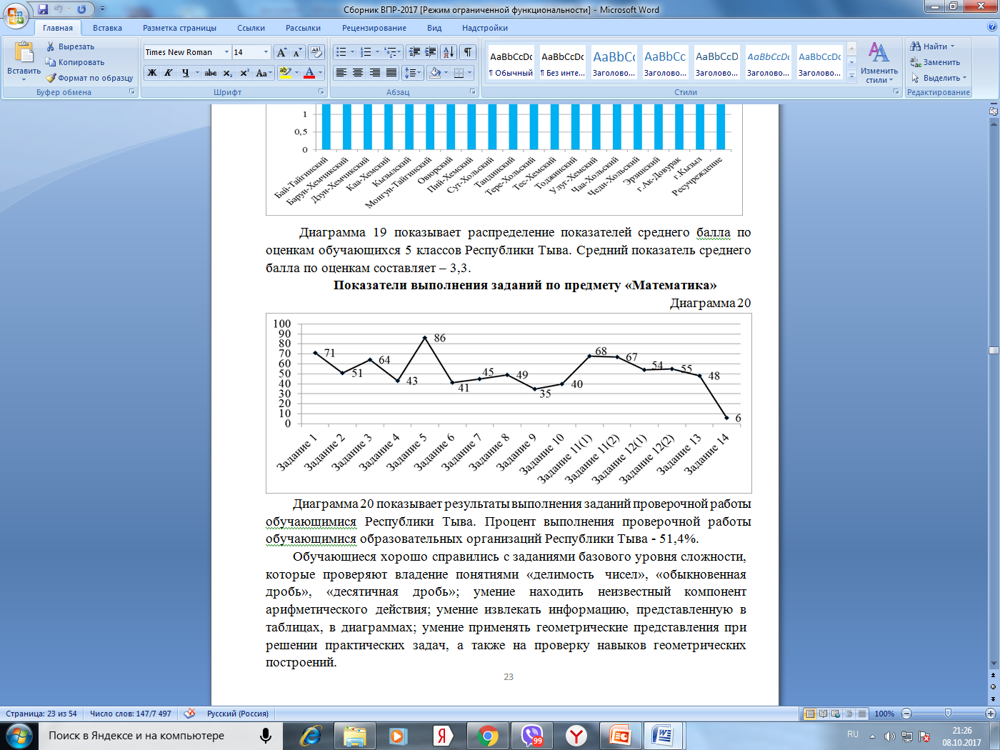 Сборник ВПР-2017 [Режим ограниченной функциональности] - Microsoft Word
Главная Вставка Разметка страницы Ссылки Рассылки Рецензирование Вид Надстройки
Вставить
Вырезать
Копировать
Формат по образцу
Буфер обмена
Times New Roman 14
Ж К Ч abc x₂ x² Aa
Шрифт
Абзац
AaBbCcDc AaBbCcDc AaBbCc AaBbCc AaBbCcD AaBbCcDc AaBbCcDc
¶ Обычный ¶ Без инте... Заголово... Заголово... Заголово... Заголово... Заголово...
Изменить стили
Стили
Найти
Заменить
Выделить
Редактирование
1
0,5
0
Бай-Тайгинский
Барун-Хемчикский
Дзун-Хемчикский
Каа-Хемский
Кызылский
Монгун-Тайгинский
Овюрский
Пий-Хемский
Сут-Хольский
Тандинский
Тере-Хольский
Тес-Хемский
Тоджинский
Улуг-Хемский
Чаа-Хольский
Чеди-Хольский
Эрзинский
г.Ак-Довурак
г.Кызыл
Ресучреждение
Диаграмма 19 показывает распределение показателей среднего балла по
оценкам обучающихся 5 классов Республики Тыва. Средний показатель среднего
балла по оценкам составляет – 3,3.
Показатели выполнения заданий по предмету «Математика»
Диаграмма 20
100
90
80
70
60
50
40
30
20
10
0
71
51
64
43
86
41
45
49
35
40
68
67
54
55
48
6
Задание 1
Задание 2
Задание 3
Задание 4
Задание 5
Задание 6
Задание 7
Задание 8
Задание 9
Задание 10
Задание 11(1)
Задание 11(2)
Задание 12(1)
Задание 12(2)
Задание 13
Задание 14
Диаграмма 20 показывает результаты выполнения заданий проверочной работы
обучающимися Республики Тыва. Процент выполнения проверочной работы
обучающимися образовательных организаций Республики Тыва - 51,4%.
Обучающиеся хорошо справились с заданиями базового уровня сложности,
которые проверяют владение понятиями «делимость чисел», «обыкновенная
дробь», «десятичная дробь»; умение находить неизвестный компонент
арифметического действия; умение извлекать информацию, представленную в
таблицах, в диаграммах; умение применять геометрические представления при
решении практических задач, а также на проверку навыков геометрических
построений.
23
Страница: 23 из 54 Число слов: 147/7 497 Русский (Россия) 100%
Поиск в Яндексе и на компьютере
99
RU
21:26
08.10.2017